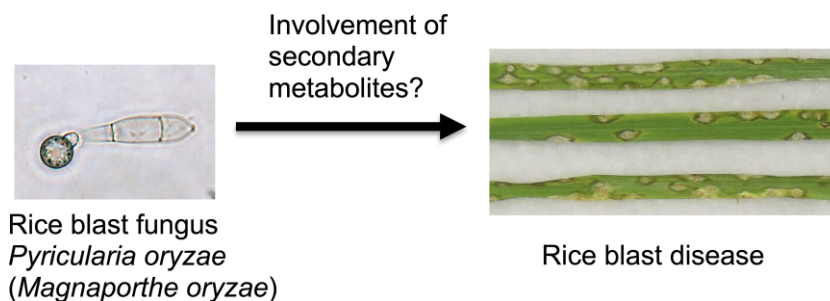 Involvement of
secondary
metabolites?
Rice blast fungus
Pyricularia oryzae
(Magnaporthe oryzae)
Rice blast disease